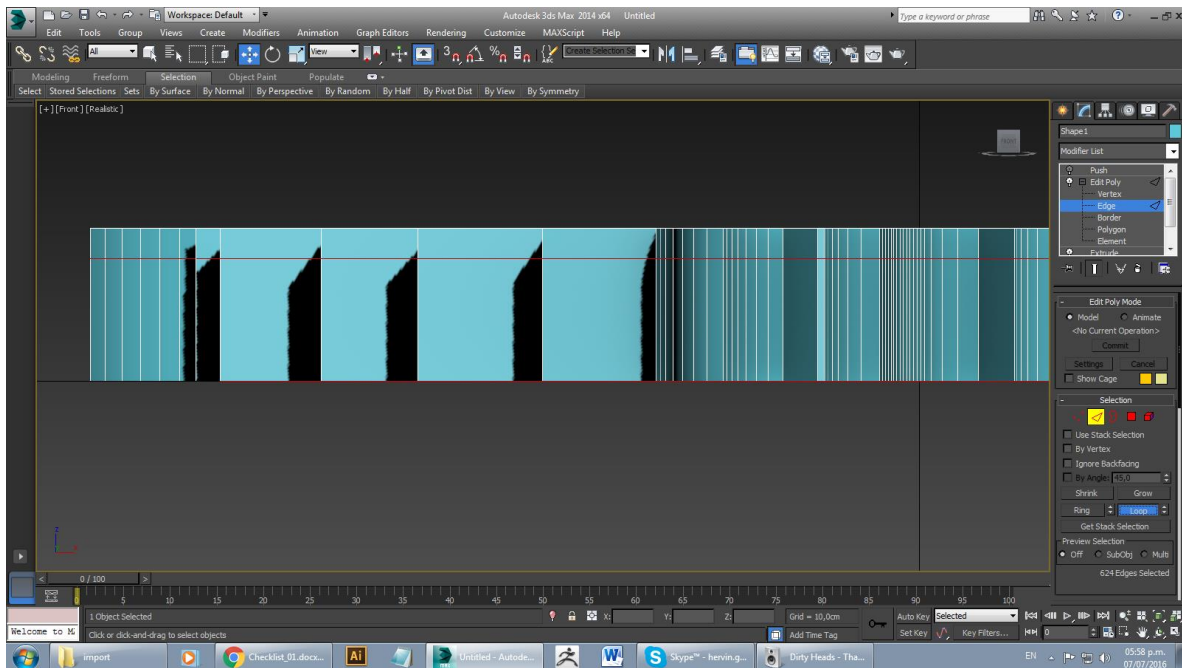 Workspace: Default
Autodesk 3ds Max 2014 x64 Untitled
Type a keyword or phrase
Edit Tools Group Views Create Modifiers Animation Graph Editors Rendering Customize MAXScript Help
All
View
Create Selection Se
Modeling Freeform Selection Object Paint Populate
Select Stored Selections Sets By Surface By Normal By Perspective By Random By Half By Pivot Dist By View By Symmetry
[+] [Front] [Realistic]
Shape1
Modifier List
Push
Edit Poly
Vertex
Edge
Border
Polygon
Element
Extrude
- Edit Poly Mode
Model Animate
<No Current Operation>
Commit
Settings Cancel
Show Cage
- Selection
Use Stack Selection
By Vertex
Ignore Backfacing
By Angle: 45,0
Shrink Grow
Ring Loop
Get Stack Selection
Preview Selection
Off SubObj Multi
624 Edges Selected
z
x
< 0 / 100 >
0 5 10 15 20 25 30 35 40 45 50 55 60 65 70 75 80 85 90 95 100
1 Object Selected
X: Y: Z: Grid = 10,0cm
Auto Key Selected
Welcome to M
Click or click-and-drag to select objects
Add Time Tag
Set Key Key Filters...
0
import
Checklist_01.docx...
Ai
Untitled - Autode...
W
Skype™ - hervin.g...
Dirty Heads - Tha...
EN
05:58 p.m.
07/07/2016